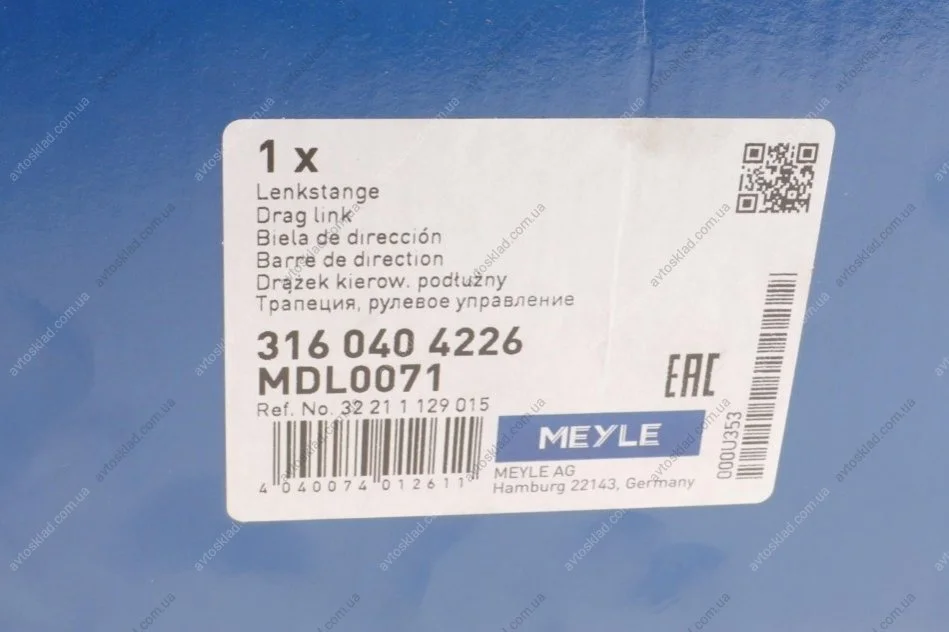 1 x
Lenkstange
Drag link
Biela de dirección
Barre de direction
Drążek kierow. podłużny
Трапеция, рулевое управление
316 040 4226
MDL0071
Ref. No. 32 21 1 129 015
4 040074 012611
MEYLE
MEYLE AG
Hamburg 22143, Germany
EAC
000U353
avtosklad.com.ua